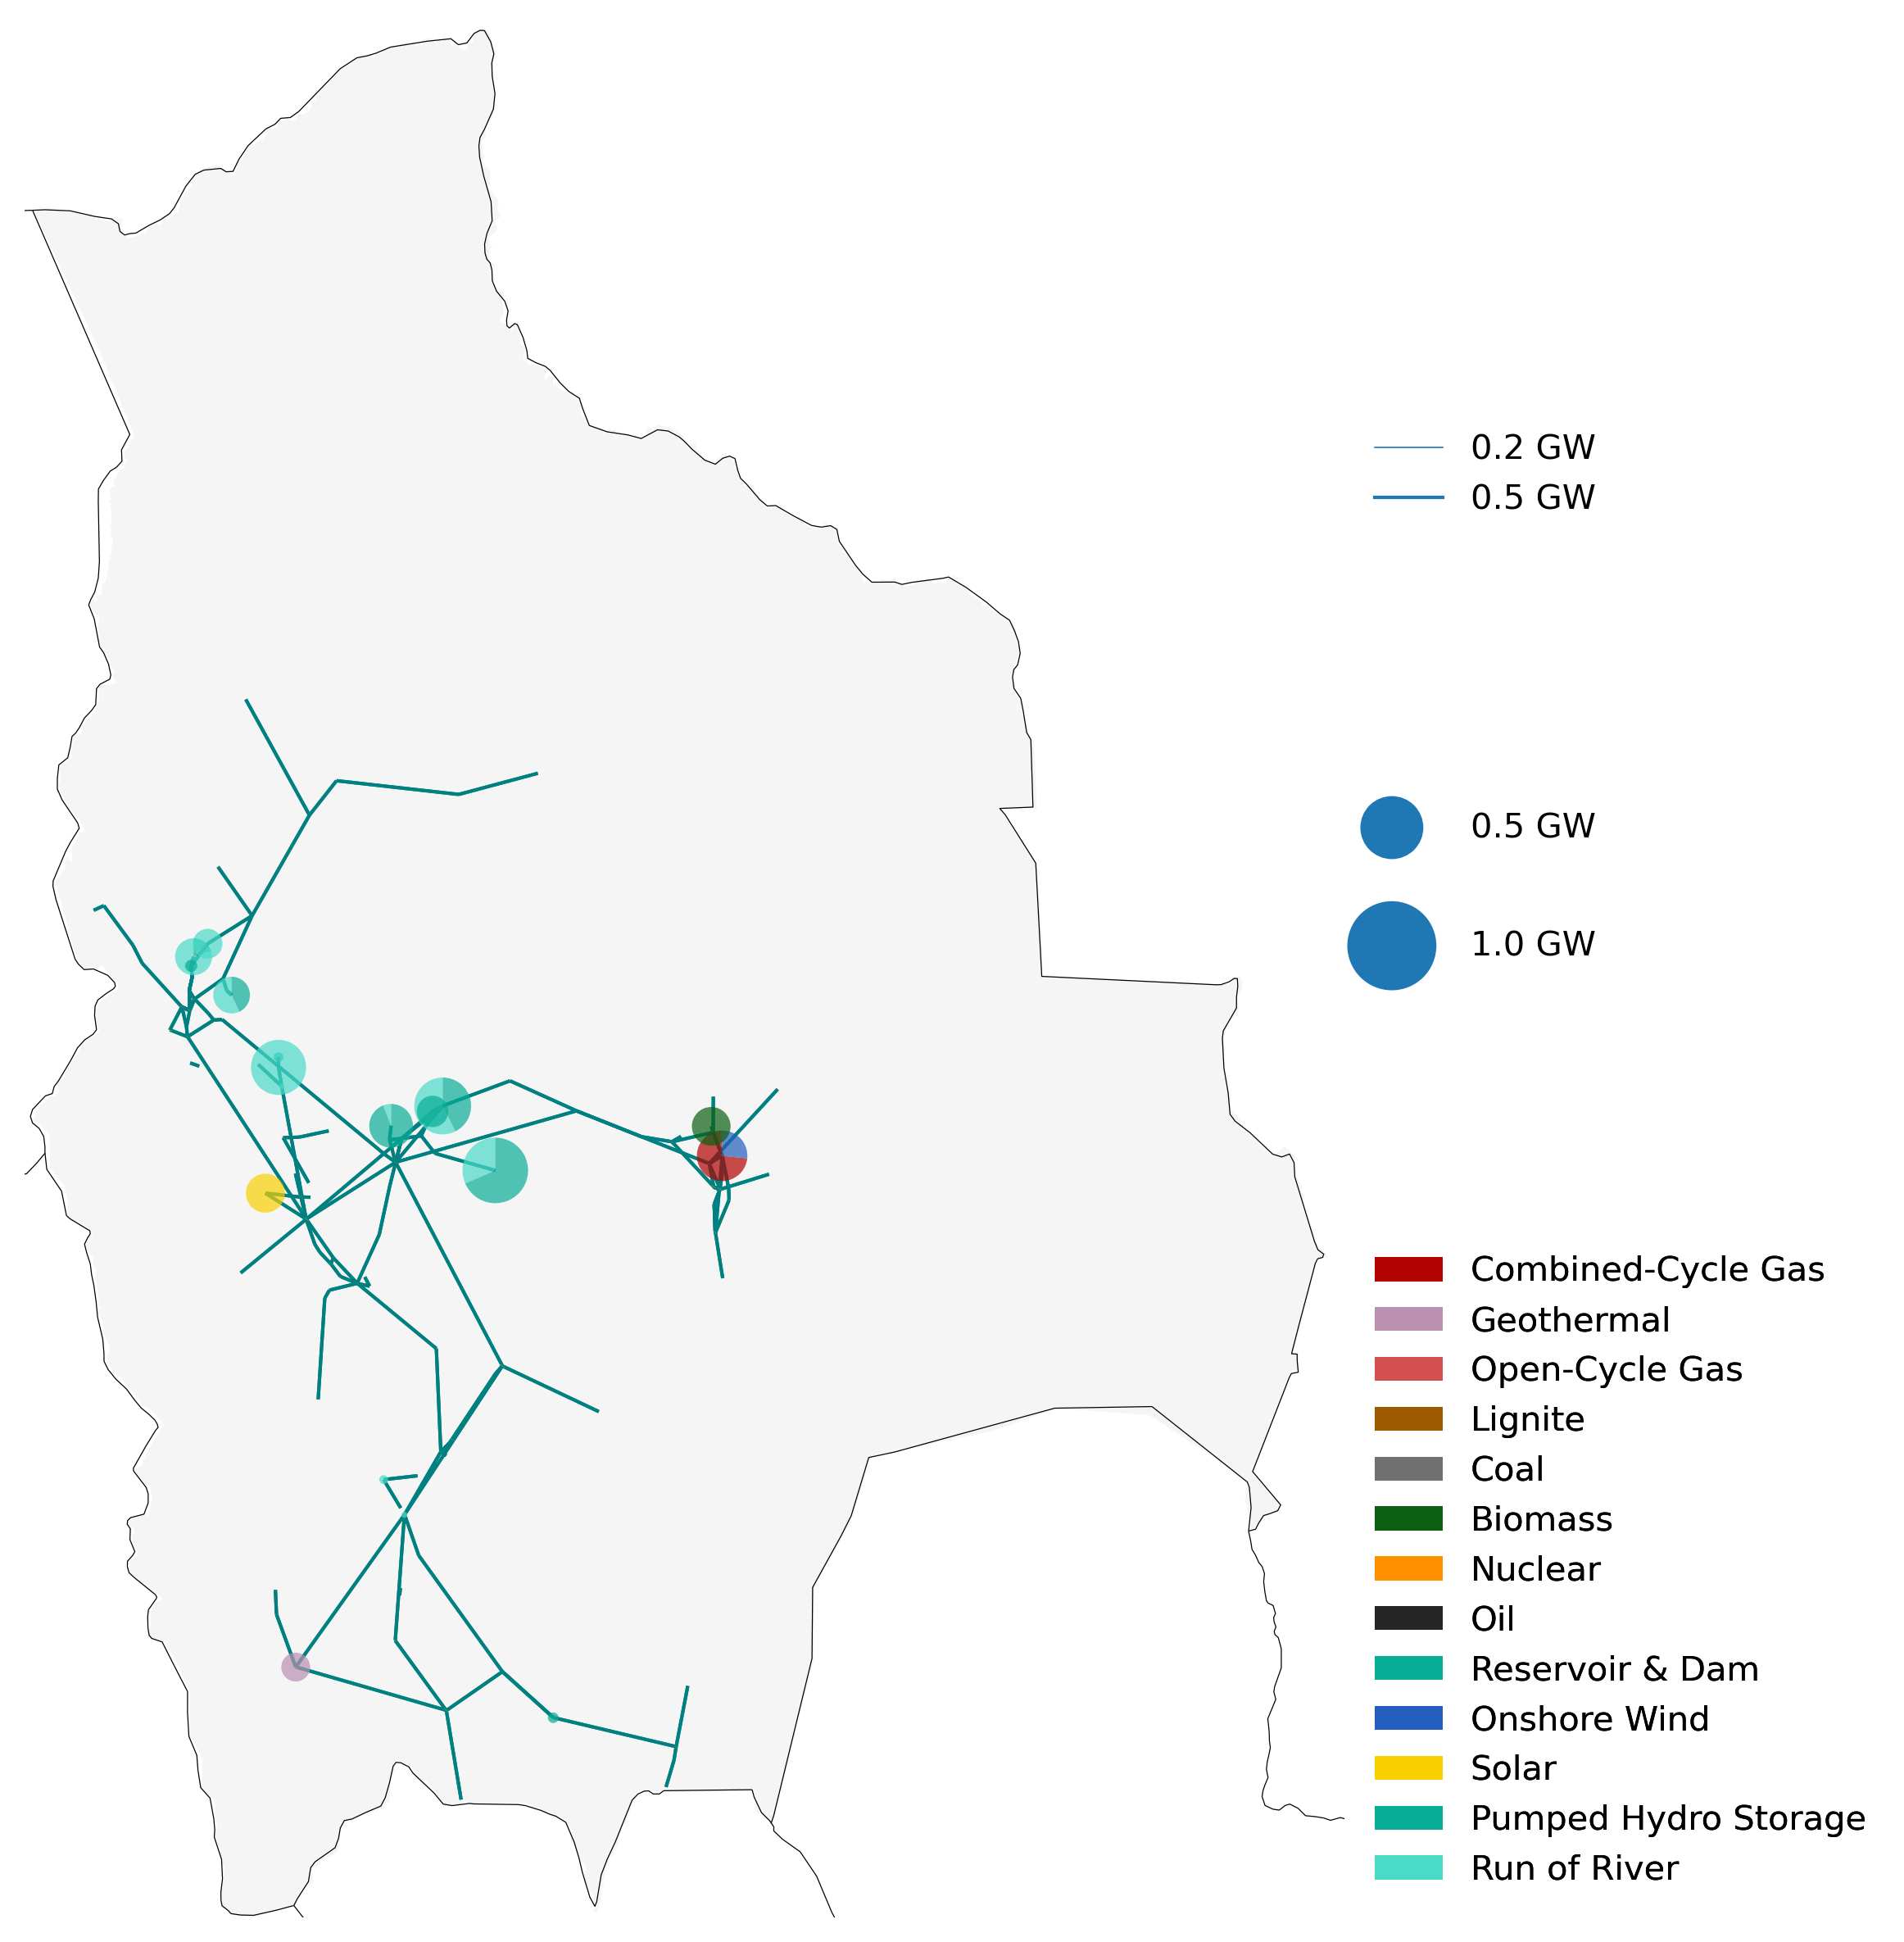 0.2 GW
0.5 GW
0.5 GW
1.0 GW
Combined-Cycle Gas
Geothermal
Open-Cycle Gas
Lignite
Coal
Biomass
Nuclear
Oil
Reservoir & Dam
Onshore Wind
Solar
Pumped Hydro Storage
Run of River